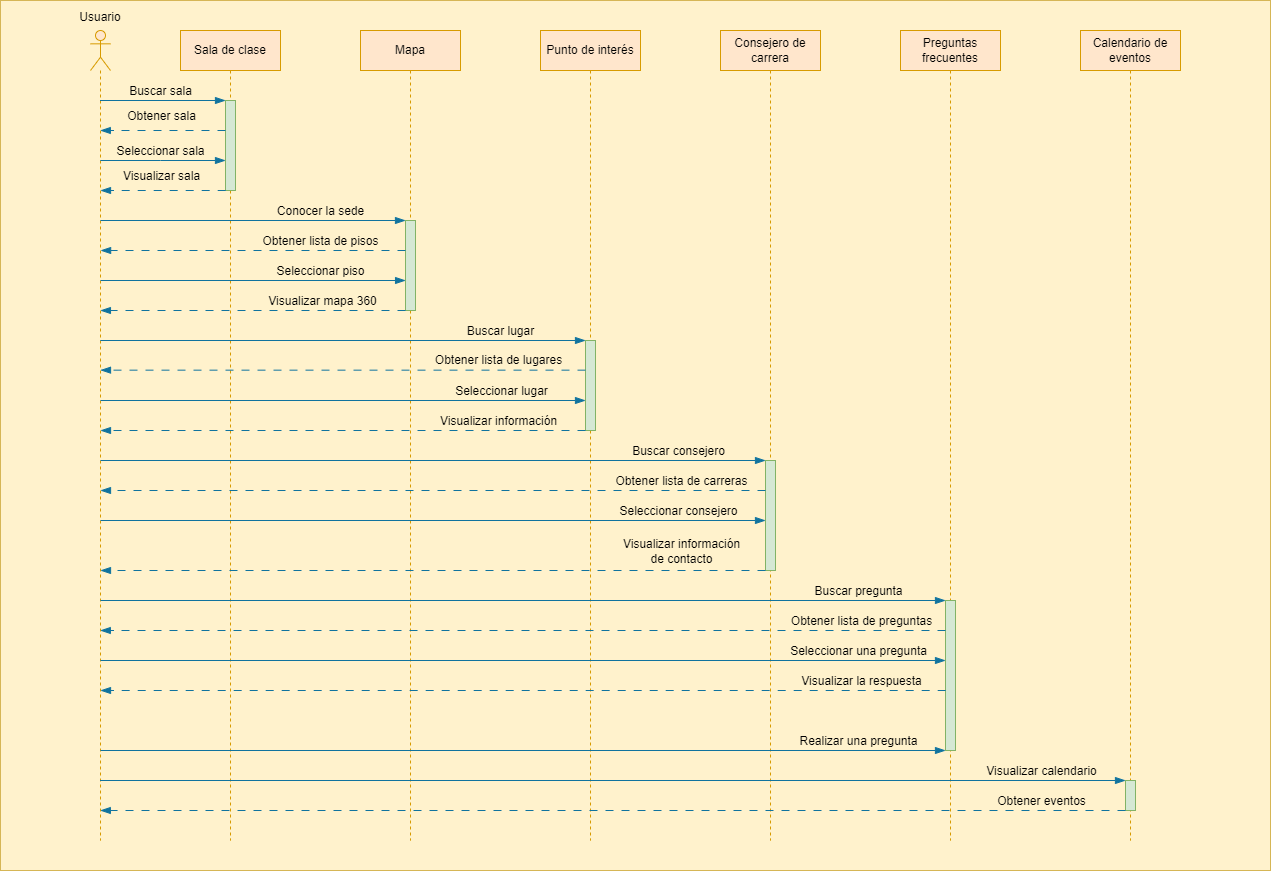 Usuario
Sala de clase
Mapa
Punto de interés
Consejero de
carrera
Preguntas
frecuentes
Calendario de
eventos
Buscar sala
Obtener sala
Seleccionar sala
Visualizar sala
Conocer la sede
Obtener lista de pisos
Seleccionar piso
Visualizar mapa 360
Buscar lugar
Obtener lista de lugares
Seleccionar lugar
Visualizar información
Buscar consejero
Obtener lista de carreras
Seleccionar consejero
Visualizar información
de contacto
Buscar pregunta
Obtener lista de preguntas
Seleccionar una pregunta
Visualizar la respuesta
Realizar una pregunta
Visualizar calendario
Obtener eventos